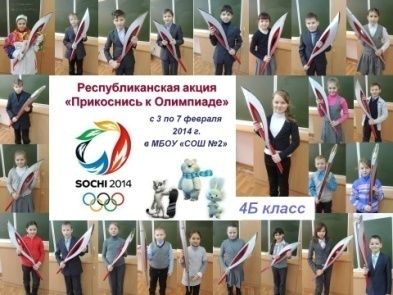 Республиканская акция
«Прикоснись к Олимпиаде»
с 3 по 7 февраля
2014 г.
в МБОУ «СОШ №2»
SOCHI 2014
4Б класс